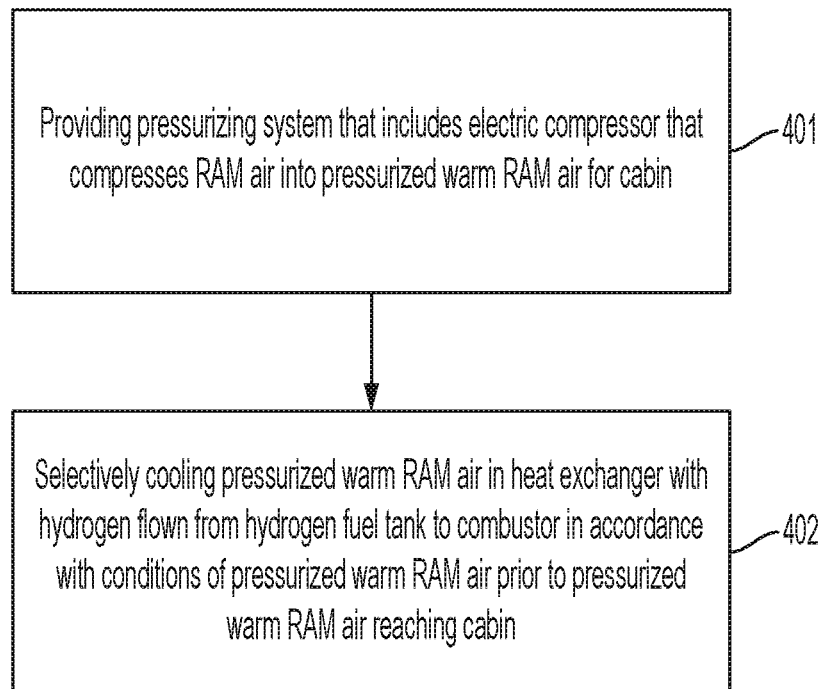 Providing pressurizing system that includes electric compressor that
compresses RAM air into pressurized warm RAM air for cabin
401
Selectively cooling pressurized warm RAM air in heat exchanger with
hydrogen flown from hydrogen fuel tank to combustor in accordance
with conditions of pressurized warm RAM air prior to pressurized
warm RAM air reaching cabin
402